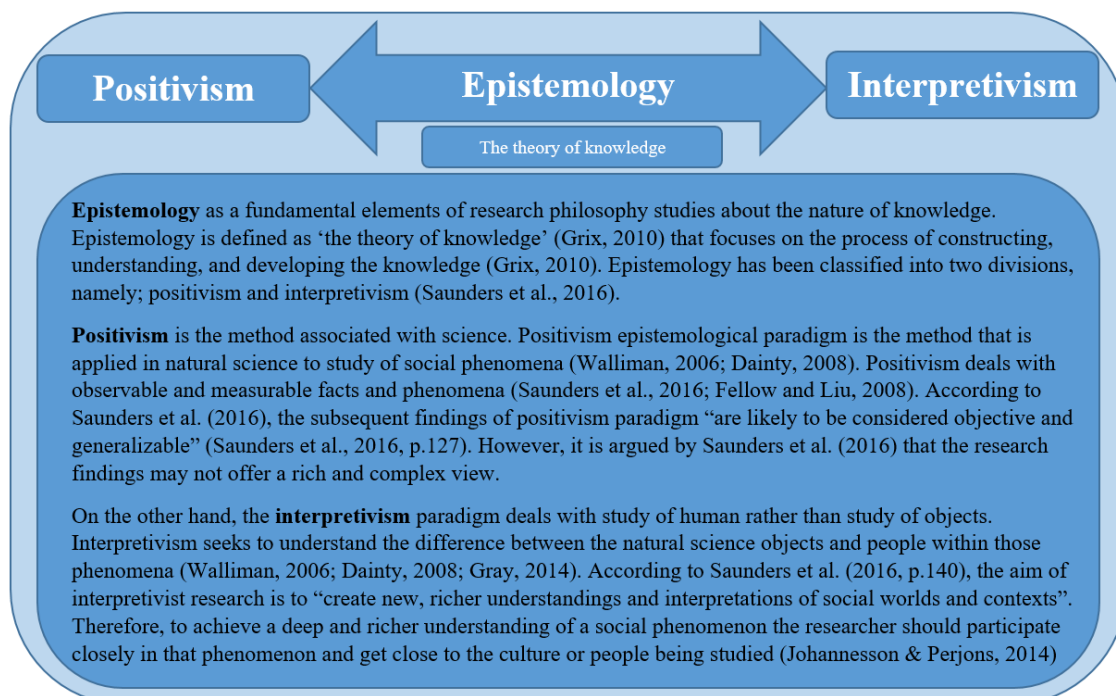 Positivism
Epistemology
Interpretivism
The theory of knowledge
Epistemology as a fundamental elements of research philosophy studies about the nature of knowledge.
Epistemology is defined as ‘the theory of knowledge’ (Grix, 2010) that focuses on the process of constructing,
understanding, and developing the knowledge (Grix, 2010). Epistemology has been classified into two divisions,
namely; positivism and interpretivism (Saunders et al., 2016).
Positivism is the method associated with science. Positivism epistemological paradigm is the method that is
applied in natural science to study of social phenomena (Walliman, 2006; Dainty, 2008). Positivism deals with
observable and measurable facts and phenomena (Saunders et al., 2016; Fellow and Liu, 2008). According to
Saunders et al. (2016), the subsequent findings of positivism paradigm “are likely to be considered objective and
generalizable” (Saunders et al., 2016, p.127). However, it is argued by Saunders et al. (2016) that the research
findings may not offer a rich and complex view.
On the other hand, the interpretivism paradigm deals with study of human rather than study of objects.
Interpretivism seeks to understand the difference between the natural science objects and people within those
phenomena (Walliman, 2006; Dainty, 2008; Gray, 2014). According to Saunders et al. (2016, p.140), the aim of
interpretivist research is to “create new, richer understandings and interpretations of social worlds and contexts”.
Therefore, to achieve a deep and richer understanding of a social phenomenon the researcher should participate
closely in that phenomenon and get close to the culture or people being studied (Johannesson & Perjons, 2014)